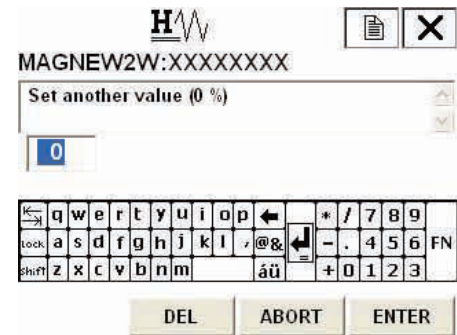 H
MAGNEW2W:XXXXXXXX
Set another value (0 %)
0
q w e r t y u i o p * / 7 8 9
Lock a s d f g h j k l , @& - . 4 5 6 FN
Shift z x c v b n m áü + 0 1 2 3
DEL ABORT ENTER